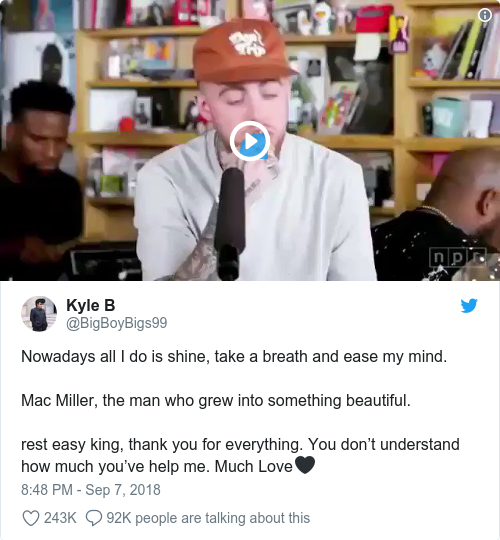 npr
Kyle B
@BigBoyBigs99
Nowadays all I do is shine, take a breath and ease my mind.
Mac Miller, the man who grew into something beautiful.
rest easy king, thank you for everything. You don’t understand
how much you’ve help me. Much Love🖤
8:48 PM - Sep 7, 2018
243K 92K people are talking about this